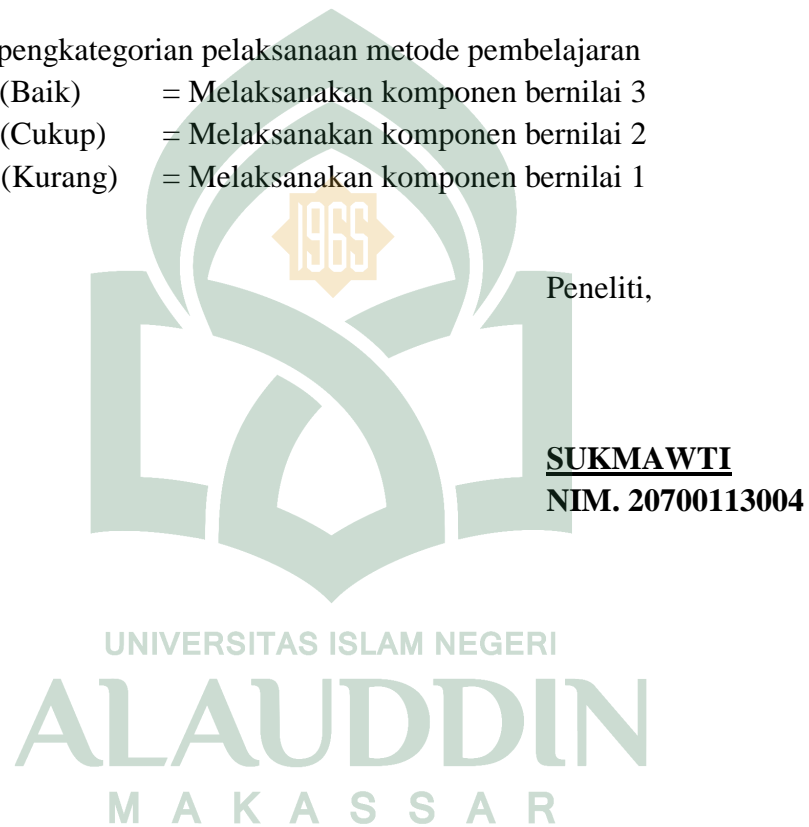 pengkategorian pelaksanaan metode pembelajaran
(Baik) = Melaksanakan komponen bernilai 3
(Cukup) = Melaksanakan komponen bernilai 2
(Kurang) = Melaksanakan komponen bernilai 1
1965
Peneliti,
SUKMAWTI
NIM. 20700113004
UNIVERSITAS ISLAM NEGERI
ALAUDDIN
MAKASSAR